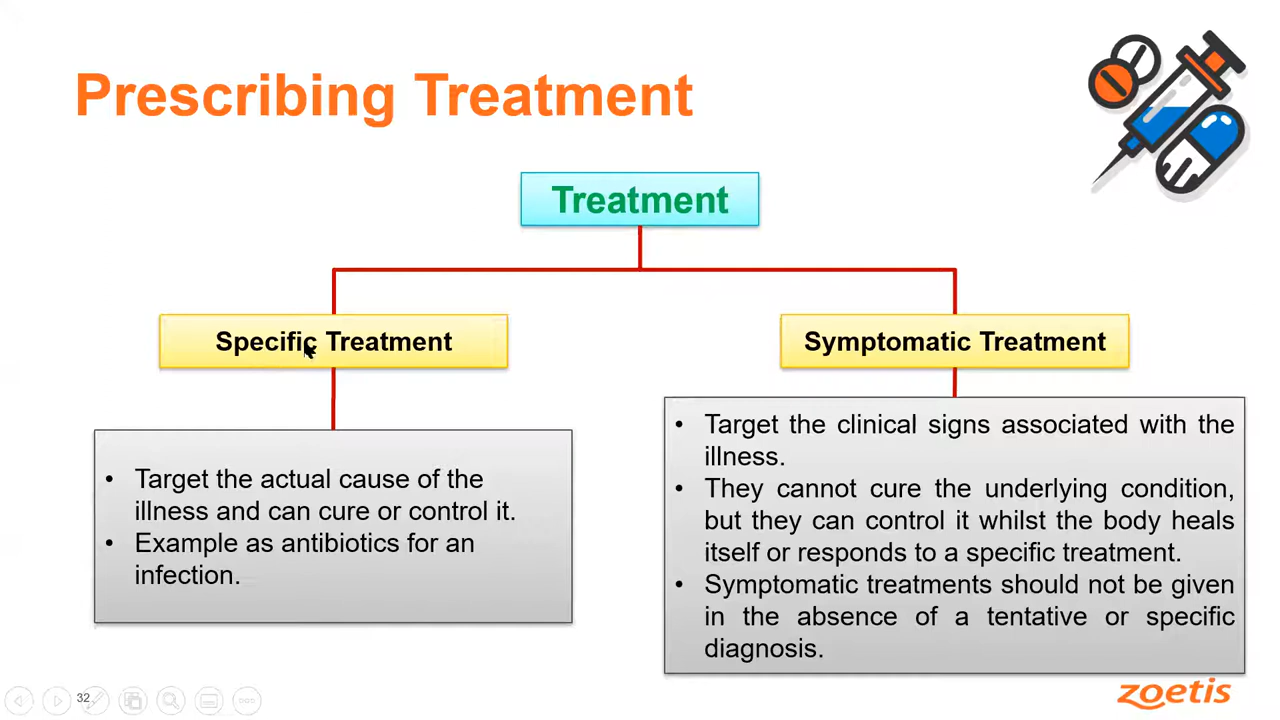 Prescribing Treatment
Treatment
Specific Treatment
• Target the actual cause of the
illness and can cure or control it.
• Example as antibiotics for an
infection.
Symptomatic Treatment
• Target the clinical signs associated with the
illness.
• They cannot cure the underlying condition,
but they can control it whilst the body heals
itself or responds to a specific treatment.
• Symptomatic treatments should not be given
in the absence of a tentative or specific
diagnosis.
32
zoetis